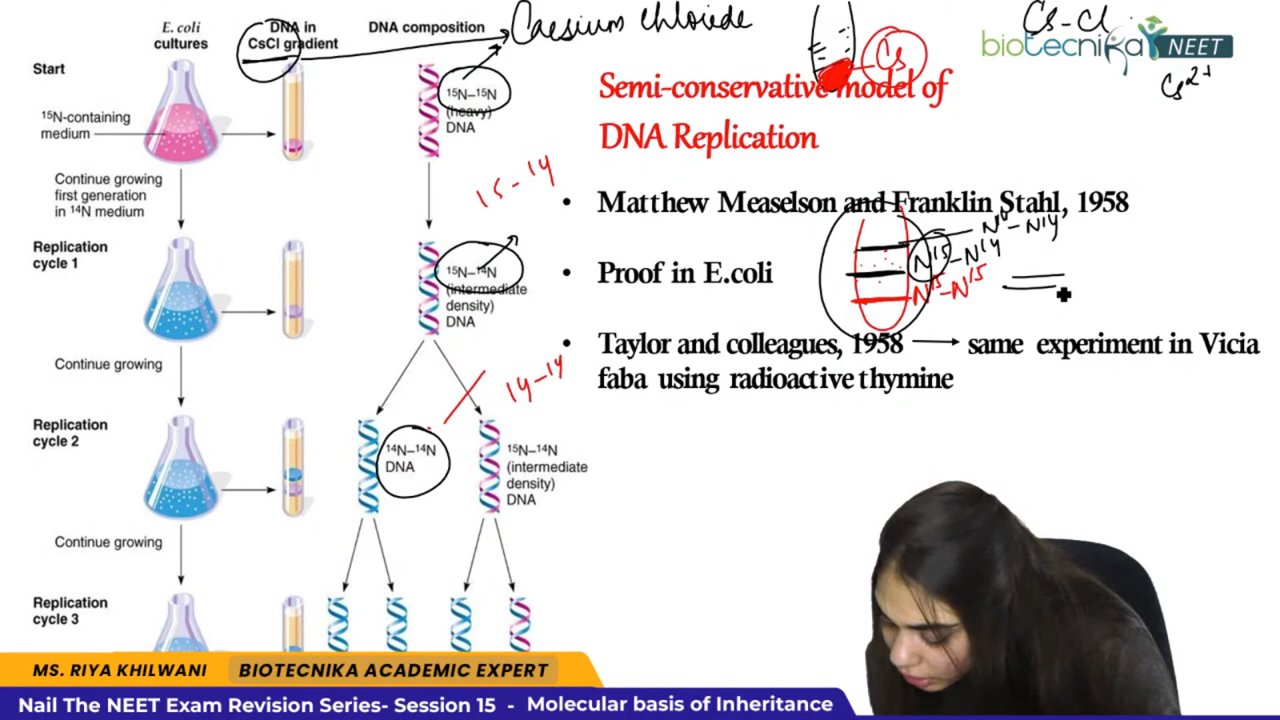 E. coli
cultures
DNA in
CsCl gradient
DNA composition
Caesium chloride
Cs
Cs-Cl
biotecnika NEET
Cs2+
Start
15N-containing
medium
15N–15N
(heavy)
DNA
Semi-conservative model of
DNA Replication
Continue growing
first generation
in 14N medium
15-14
• Matthew Measelson and Franklin Stahl, 1958
Replication
cycle 1
15N–14N
(intermediate
density)
DNA
N14-N14
N15-N14
N15-N15
• Proof in E.coli
• Taylor and colleagues, 1958 → same experiment in Vicia
faba using radioactive thymine
Continue growing
14-14
Replication
cycle 2
14N–14N
DNA
15N–14N
(intermediate
density)
DNA
Continue growing
Replication
cycle 3
MS. RIYA KHILWANI BIOTECNIKA ACADEMIC EXPERT
Nail The NEET Exam Revision Series- Session 15 - Molecular basis of Inheritance